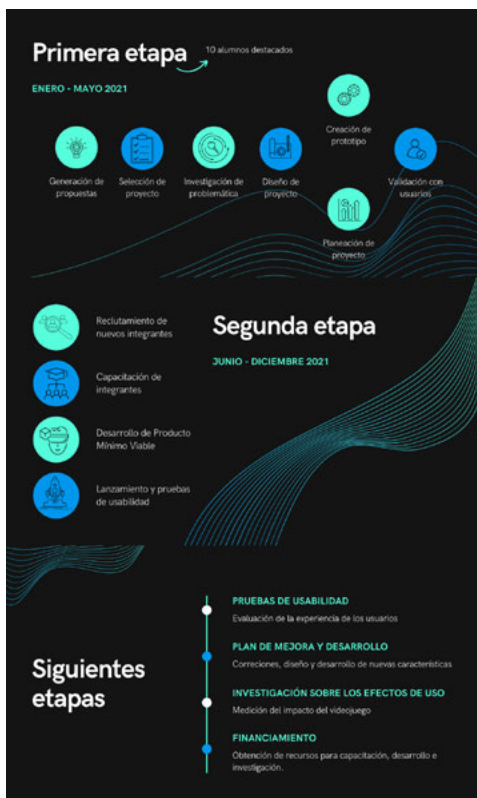 Primera etapa
10 alumnos destacados
ENERO - MAYO 2021
Generación de
propuestas
Selección de
proyecto
Investigación de
problemática
Diseño de
proyecto
Creación de
prototipo
Planeación de
proyecto
Validación con
usuarios
Segunda etapa
JUNIO - DICIEMBRE 2021
Reclutamiento de
nuevos integrantes
Capacitación de
integrantes
Desarrollo de Producto
Mínimo Viable
Lanzamiento y pruebas
de usabilidad
Siguientes
etapas
PRUEBAS DE USABILIDAD
Evaluación de la experiencia de los usuarios
PLAN DE MEJORA Y DESARROLLO
Correciones, diseño y desarrollo de nuevas características
INVESTIGACIÓN SOBRE LOS EFECTOS DE USO
Medición del impacto del videojuego
FINANCIAMIENTO
Obtención de recursos para capacitación, desarrollo e
investigación.